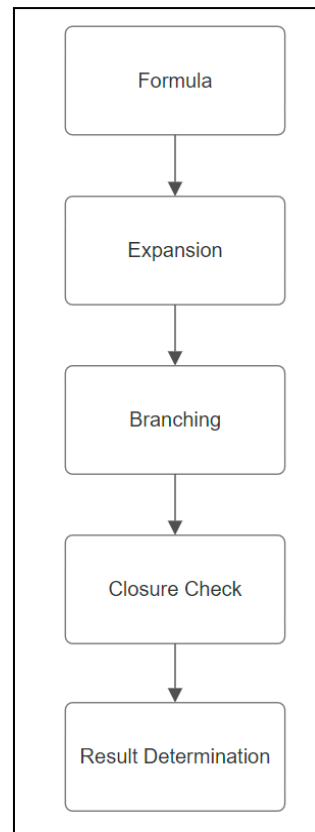 Formula
Expansion
Branching
Closure Check
Result Determination